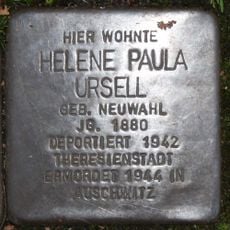 HIER WOHNTE
HELENE PAULA
URSELL
GEB. NEUWAHL
JG. 1880
DEPORTIERT 1942
THERESIENSTADT
ERMORDET 1944 IN
AUSCHWITZ